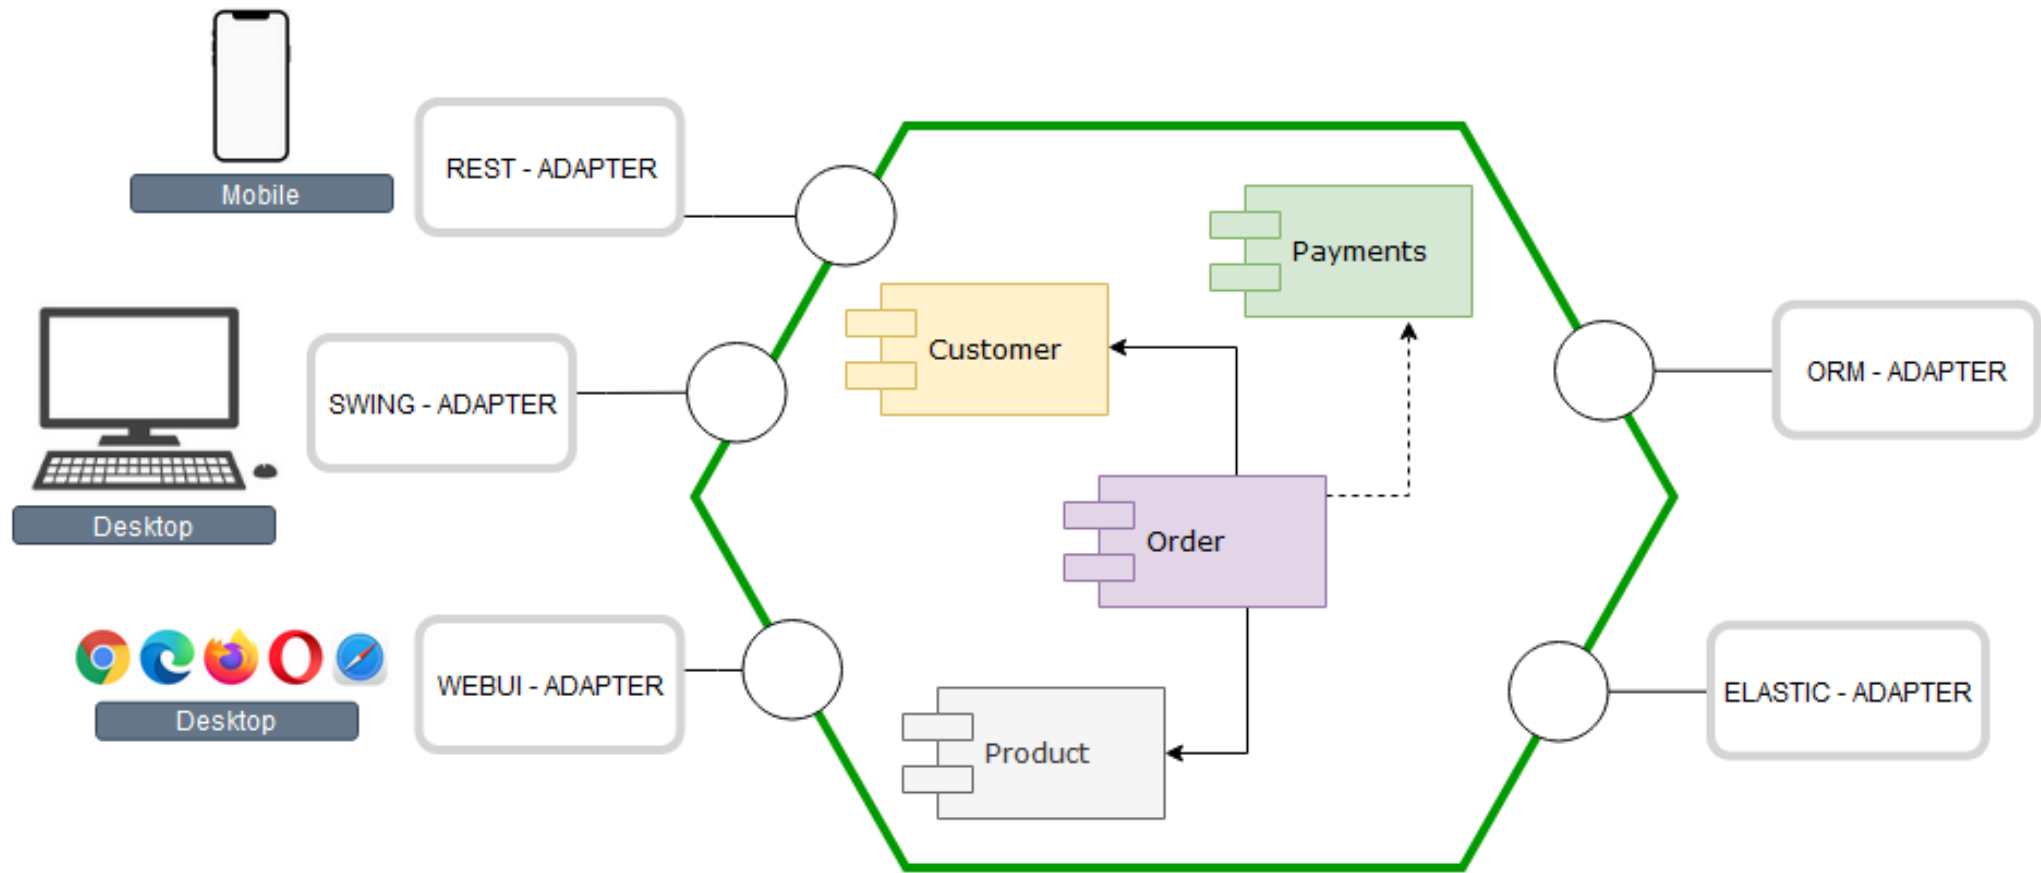 Mobile
REST - ADAPTER
Payments
Customer
SWING - ADAPTER
ORM - ADAPTER
Desktop
Order
WEBUI - ADAPTER
ELASTIC - ADAPTER
Desktop
Product